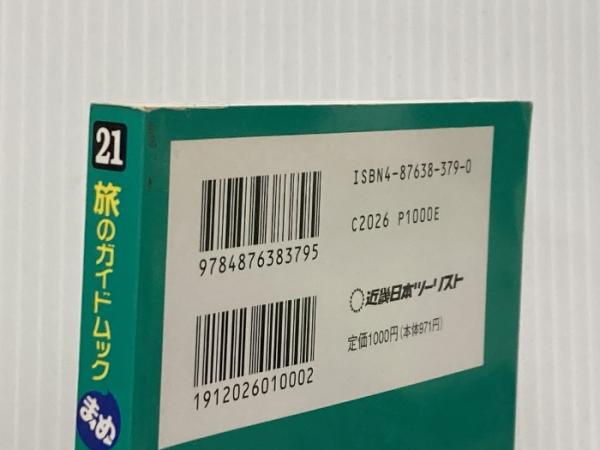 21
旅のガイドムック
まっぷ
ISBN4-87638-379-0
C2026 P1000E
9784876383795
近畿日本ツーリスト
定価1000円(本体971円)
1912026010002